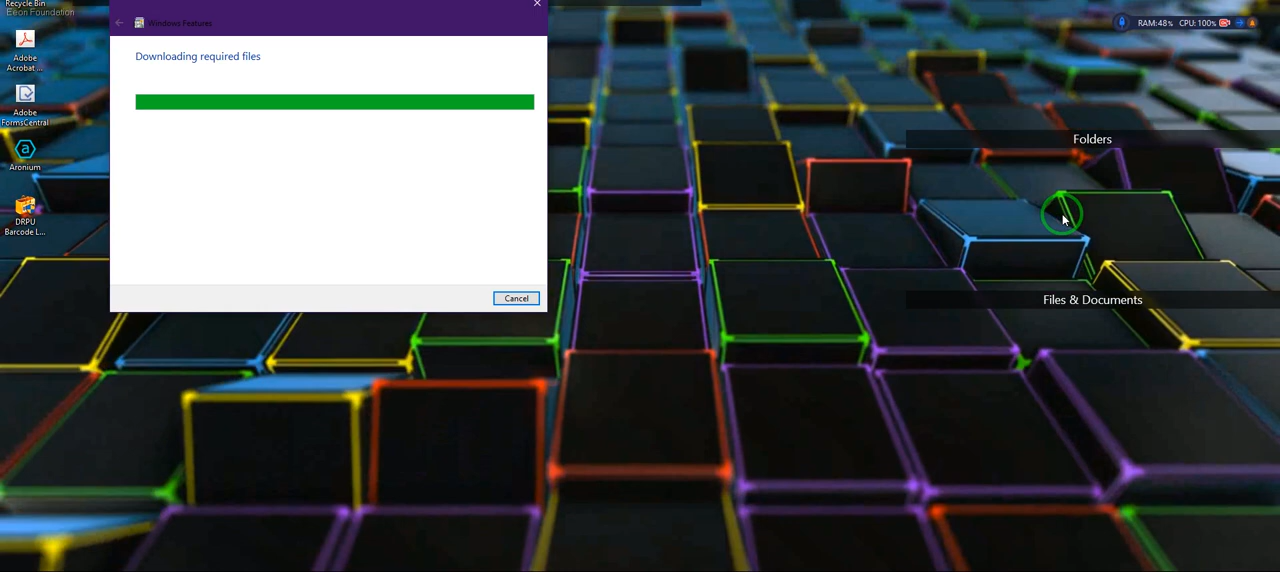 Recycle Bin
Eeon Foundation
Adobe
Acrobat ...
Adobe
FormsCentral
Aronium
DRPU
Barcode L...
Windows Features
Downloading required files
Cancel
RAM:48% CPU:100%
Folders
Files & Documents